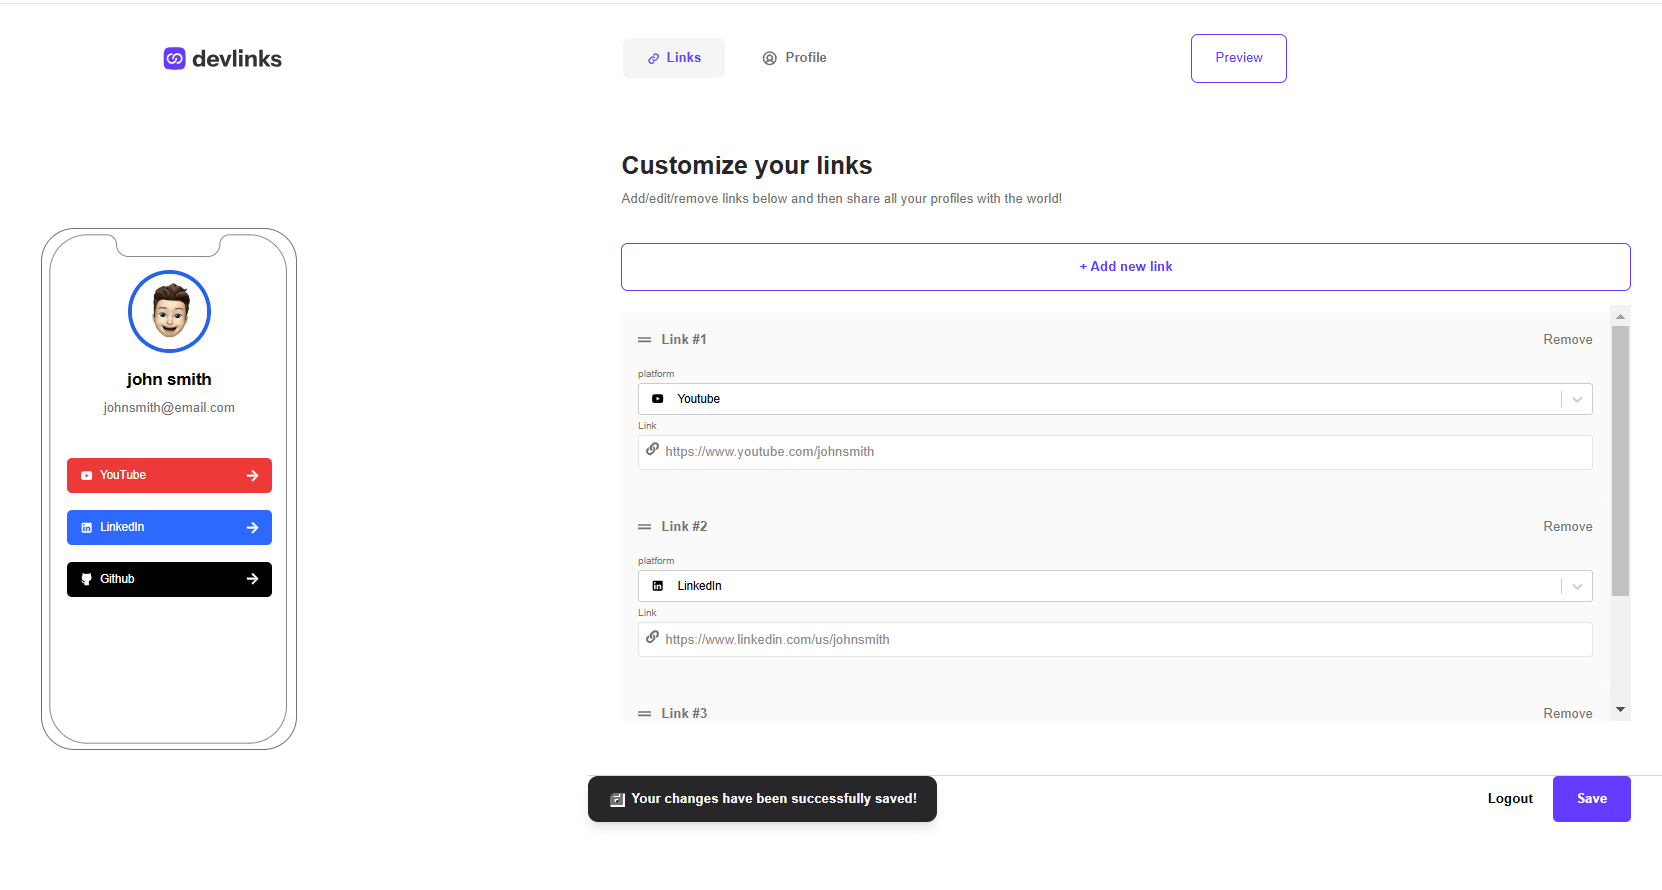 devlinks
Links
Profile
Preview
Customize your links
Add/edit/remove links below and then share all your profiles with the world!
+ Add new link
john smith
johnsmith@email.com
YouTube
LinkedIn
Github
Link #1
Remove
platform
Youtube
Link
https://www.youtube.com/johnsmith
Link #2
Remove
platform
LinkedIn
Link
https://www.linkedin.com/us/johnsmith
Link #3
Remove
Your changes have been successfully saved!
Logout
Save